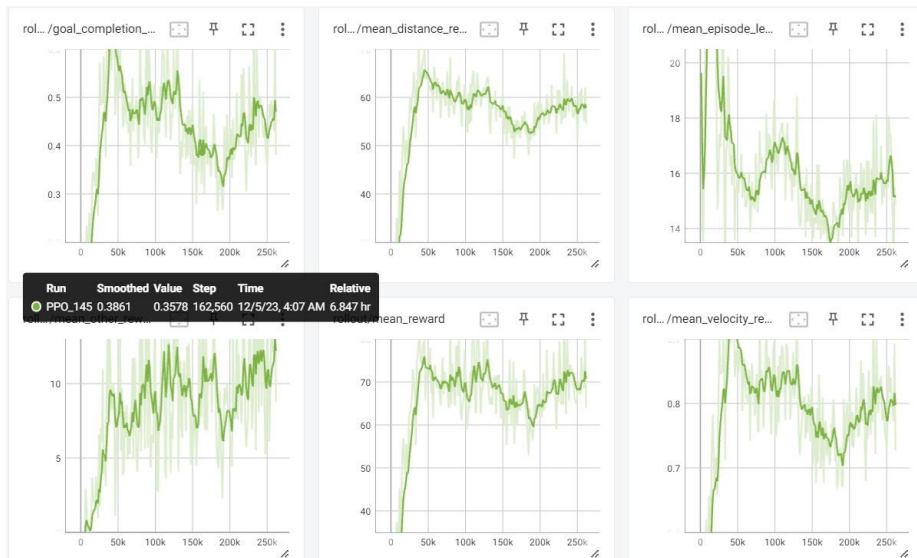 rol... /goal_completion_...
rol... /mean_distance_re...
rol... /mean_episode_le...
0.5
0.4
0.3
0 50k 100k 150k 200k 250k
60
50
40
0 50k 100k 150k 200k 250k
20
18
16
14
0 50k 100k 150k 200k 250k
Run Smoothed Value Step Time Relative
PPO_145 0.3861 0.3578 162,560 12/5/23, 4:07 AM 6.847 hr
roll... /mean_other_rew...
rollout/mean_reward
rol... /mean_velocity_re...
10
5
0 50k 100k 150k 200k 250k
70
60
50
40
0 50k 100k 150k 200k 250k
0.8
0.7
0 50k 100k 150k 200k 250k